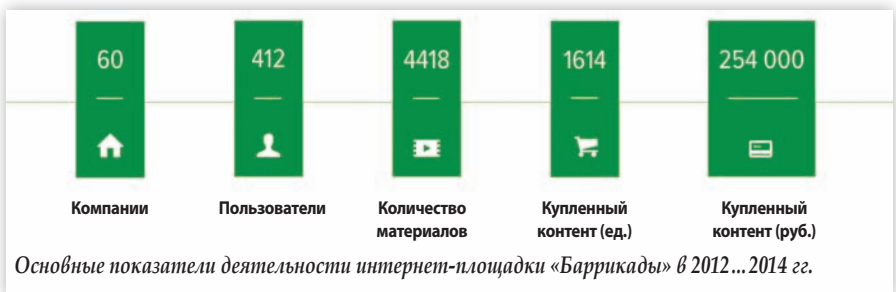 60
412
4418
1614
254 000
Компании
Пользователи
Количество
материалов
Купленный
контент (ед.)
Купленный
контент (руб.)
Основные показатели деятельности интернет-площадки «Баррикады» в 2012...2014 гг.